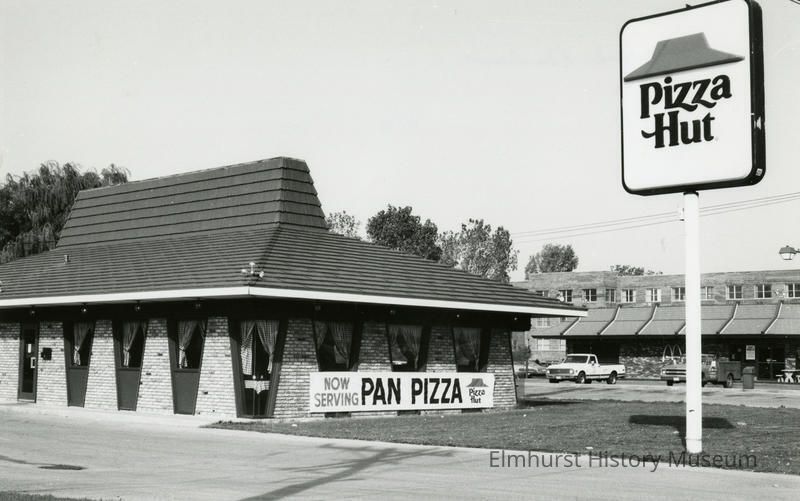 Pizza
Hut
NOW
SERVING
PAN PIZZA
Pizza
Hut
Elmhurst History Museum